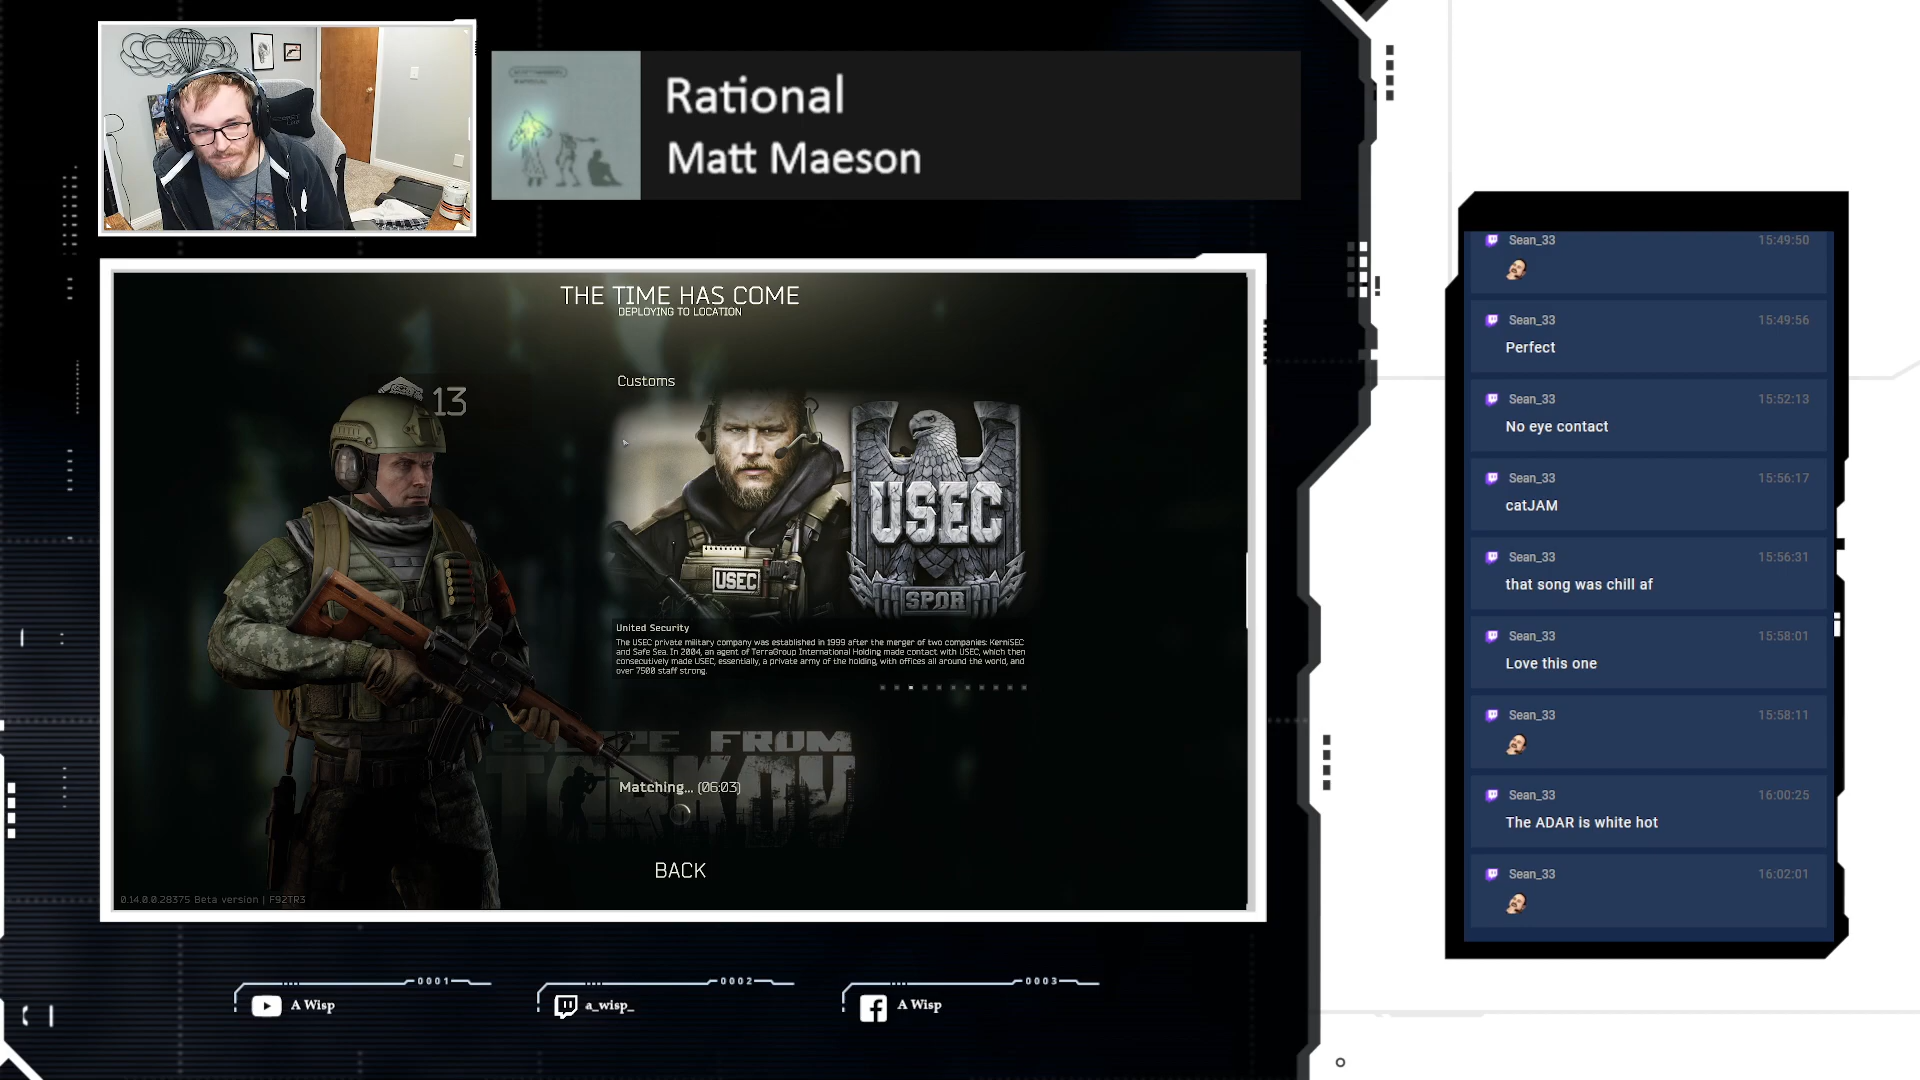 Rational
Matt Maeson
THE TIME HAS COME
DEPLOYING TO LOCATION
Customs
13
USEC
USEC
SPQR
United Security
The USEC private military company was established in 1999 after the merger of two companies: KerniSEC
and Safe Sea. In 2004, an agent of TerraGroup International Holding made contact with USEC, which then
consecutively made USEC, essentially, a private army of the holding, with offices all around the world, and
over 7500 staff strong.
ESCAPE FROM
TARKOV
Matching... (06:03)
BACK
0.14.0.0.28375 Beta version | F92TR3
Sean_33 15:49:50
Sean_33 15:49:56
Perfect
Sean_33 15:52:13
No eye contact
Sean_33 15:56:17
catJAM
Sean_33 15:56:31
that song was chill af
Sean_33 15:58:01
Love this one
Sean_33 15:58:11
Sean_33 16:00:25
The ADAR is white hot
Sean_33 16:02:01
0001
A Wisp
0002
a_wisp_
0003
A Wisp